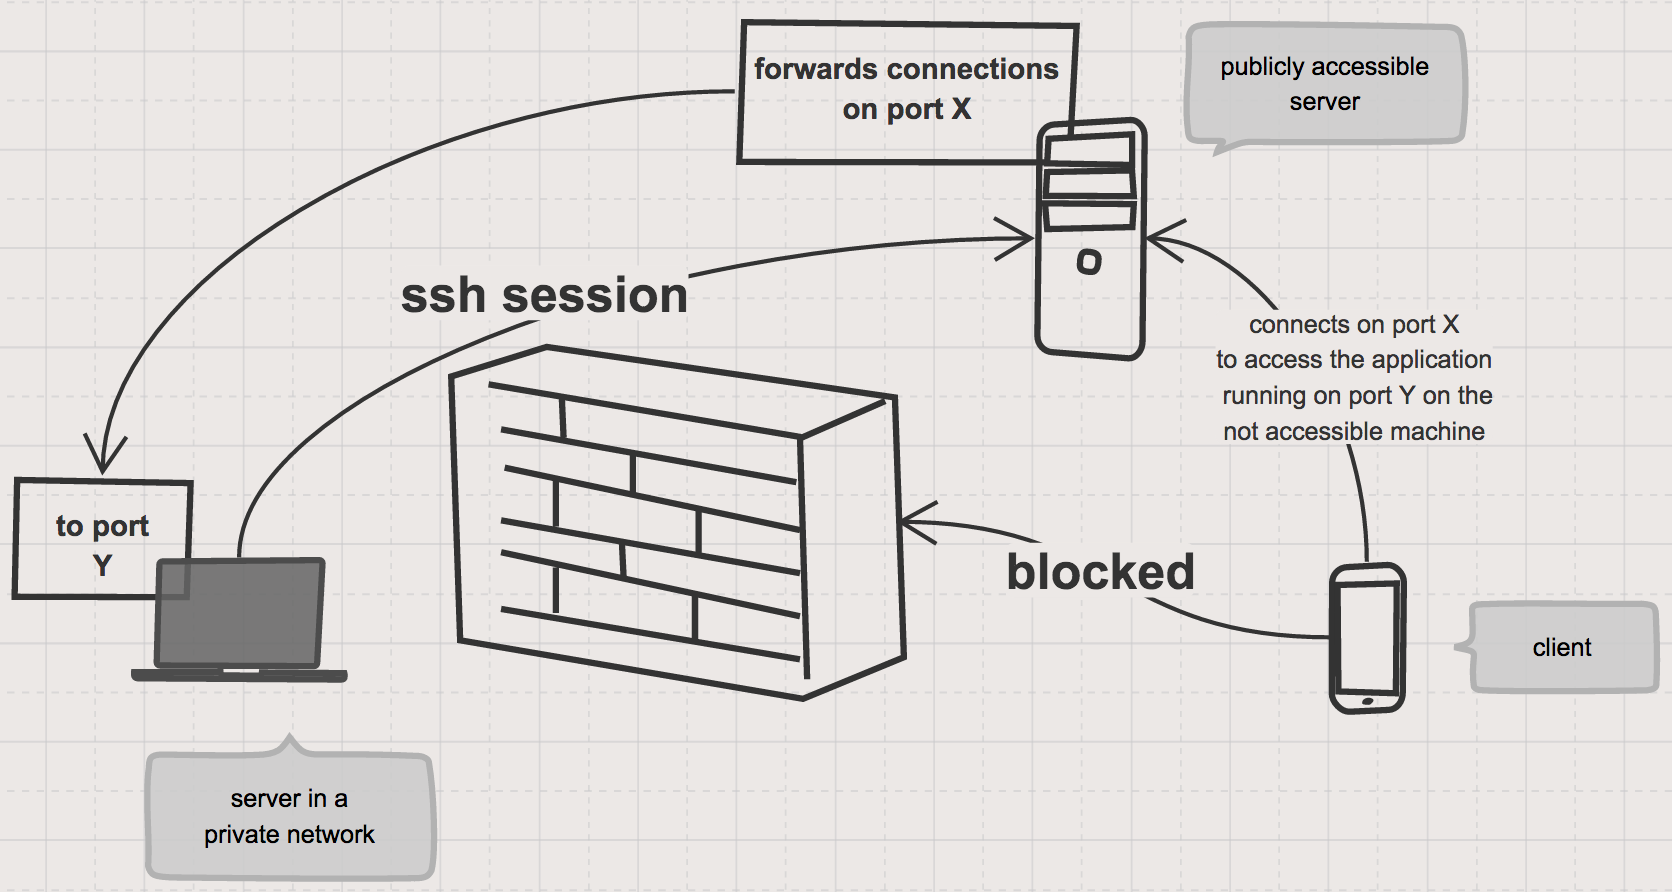 forwards connections
on port X
publicly accessible
server
ssh session
connects on port X
to access the application
running on port Y on the
not accessible machine
to port
Y
blocked
client
server in a
private network